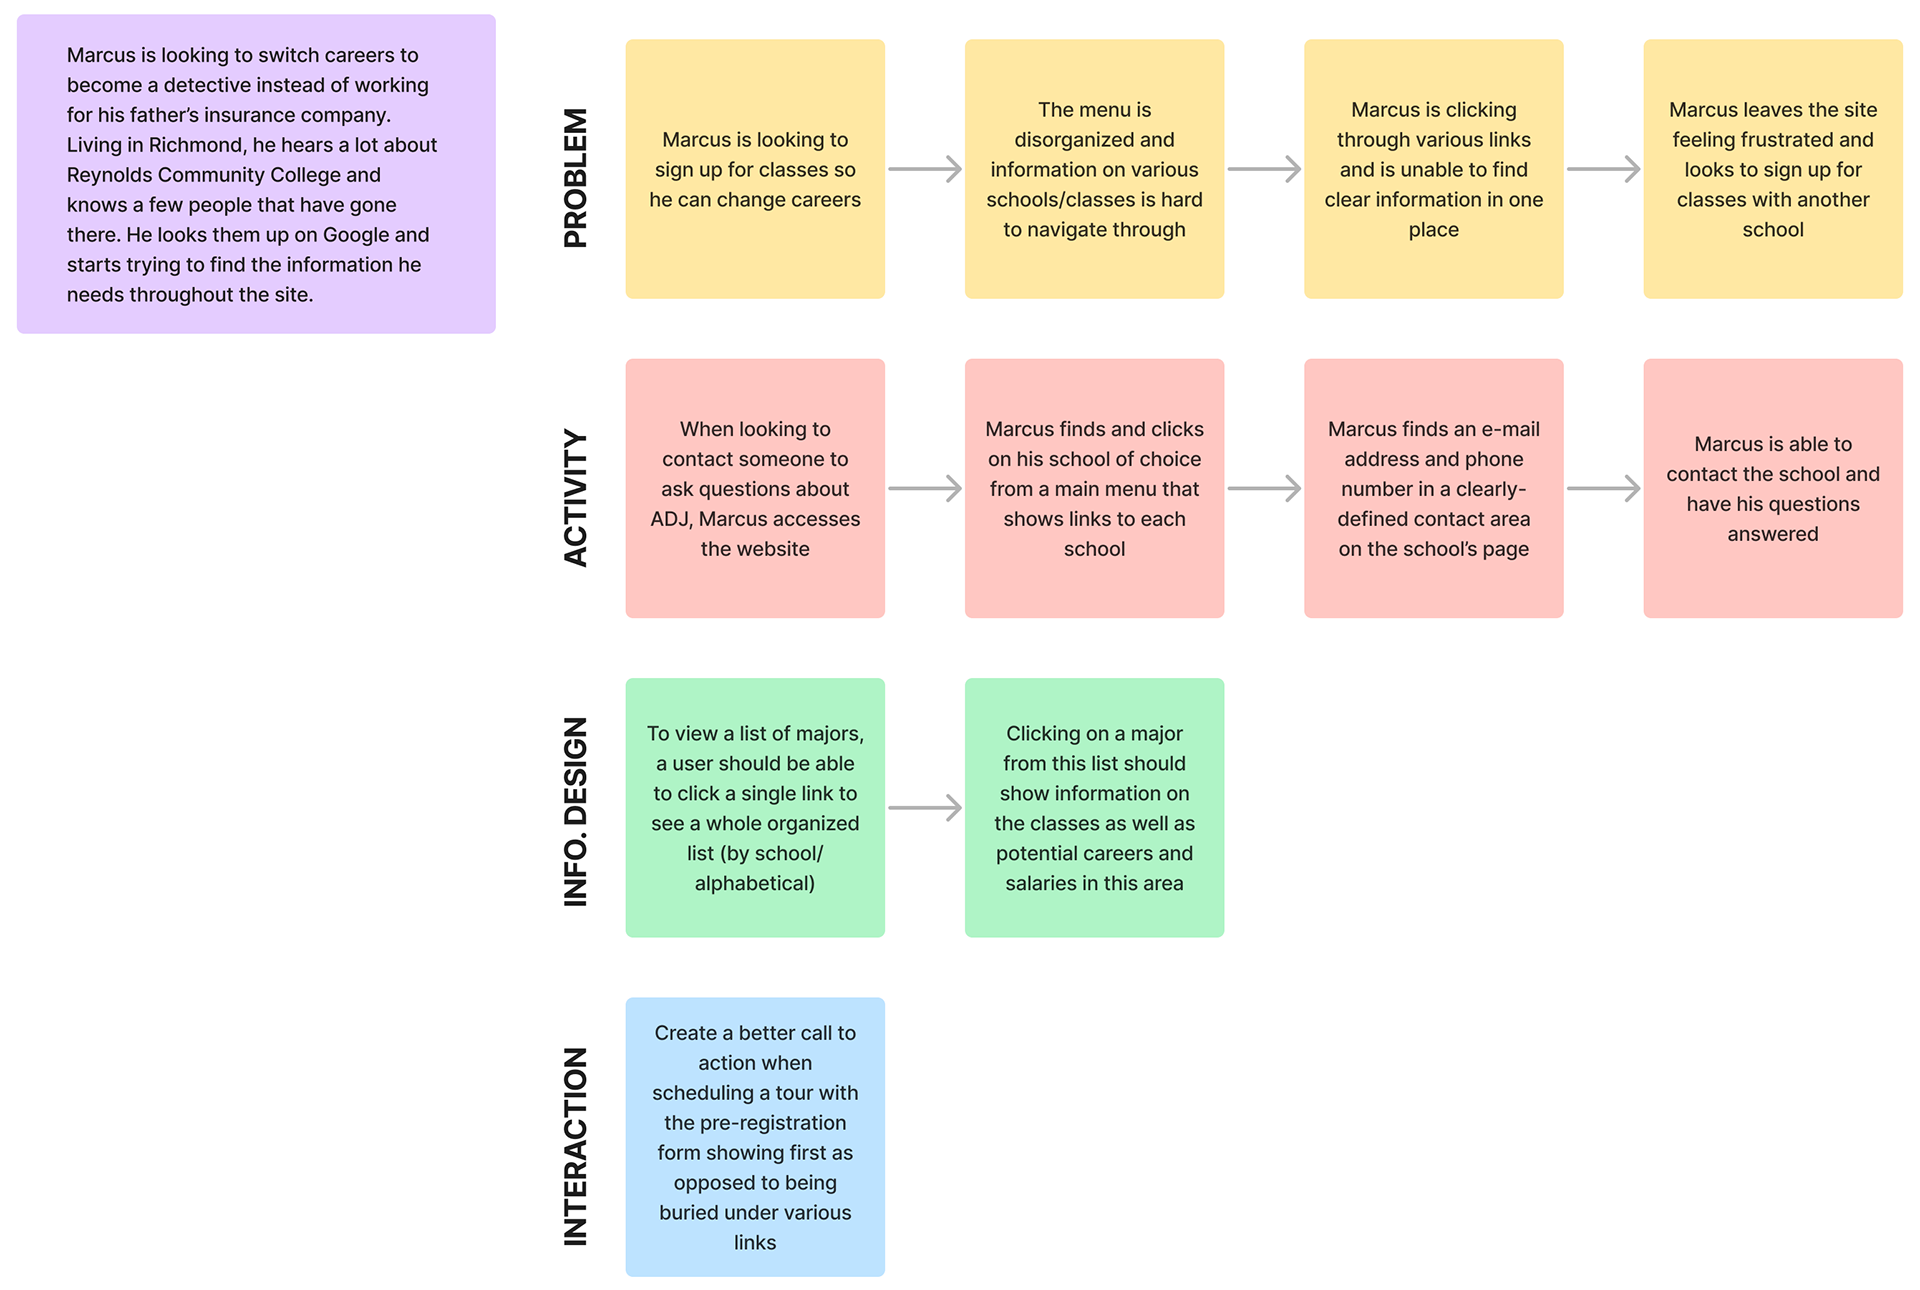 Marcus is looking to switch careers to
become a detective instead of working
for his father’s insurance company.
Living in Richmond, he hears a lot about
Reynolds Community College and
knows a few people that have gone
there. He looks them up on Google and
starts trying to find the information he
needs throughout the site.
PROBLEM
Marcus is looking to
sign up for classes so
he can change careers
The menu is
disorganized and
information on various
schools/classes is hard
to navigate through
Marcus is clicking
through various links
and is unable to find
clear information in one
place
Marcus leaves the site
feeling frustrated and
looks to sign up for
classes with another
school
ACTIVITY
When looking to
contact someone to
ask questions about
ADJ, Marcus accesses
the website
Marcus finds and clicks
on his school of choice
from a main menu that
shows links to each
school
Marcus finds an e-mail
address and phone
number in a clearly-
defined contact area
on the school’s page
Marcus is able to
contact the school and
have his questions
answered
INFO. DESIGN
To view a list of majors,
a user should be able
to click a single link to
see a whole organized
list (by school/
alphabetical)
Clicking on a major
from this list should
show information on
the classes as well as
potential careers and
salaries in this area
INTERACTION
Create a better call to
action when
scheduling a tour with
the pre-registration
form showing first as
opposed to being
buried under various
links